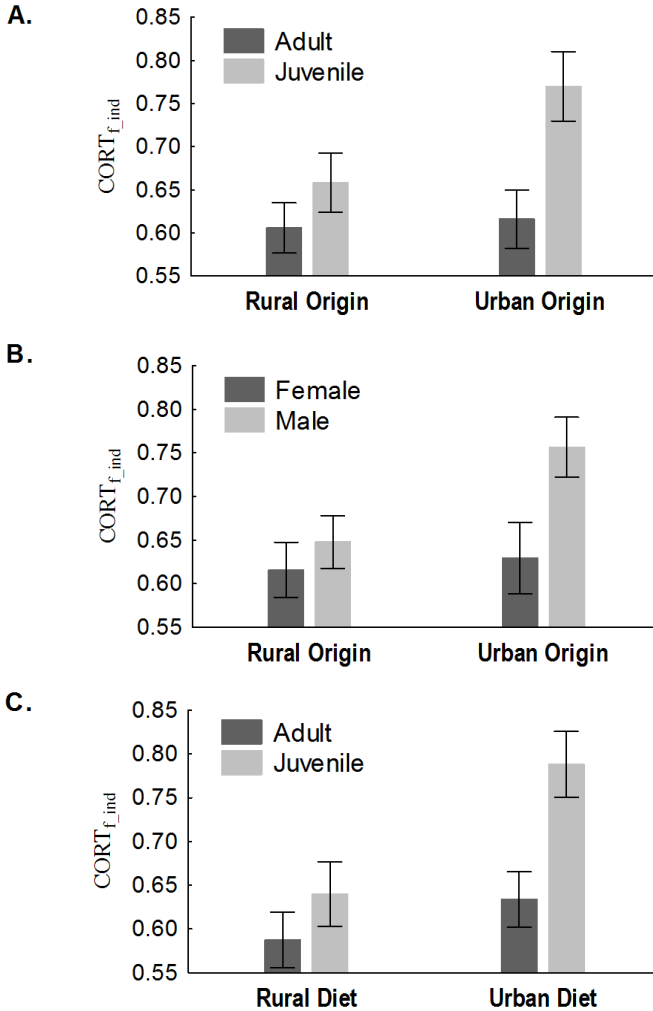 A.
Adult
Juvenile
CORTf_ind
0.85
0.80
0.75
0.70
0.65
0.60
0.55
Rural Origin Urban Origin
B.
Female
Male
CORTf_ind
0.85
0.80
0.75
0.70
0.65
0.60
0.55
Rural Origin Urban Origin
C.
Adult
Juvenile
CORTf_ind
0.85
0.80
0.75
0.70
0.65
0.60
0.55
Rural Diet Urban Diet